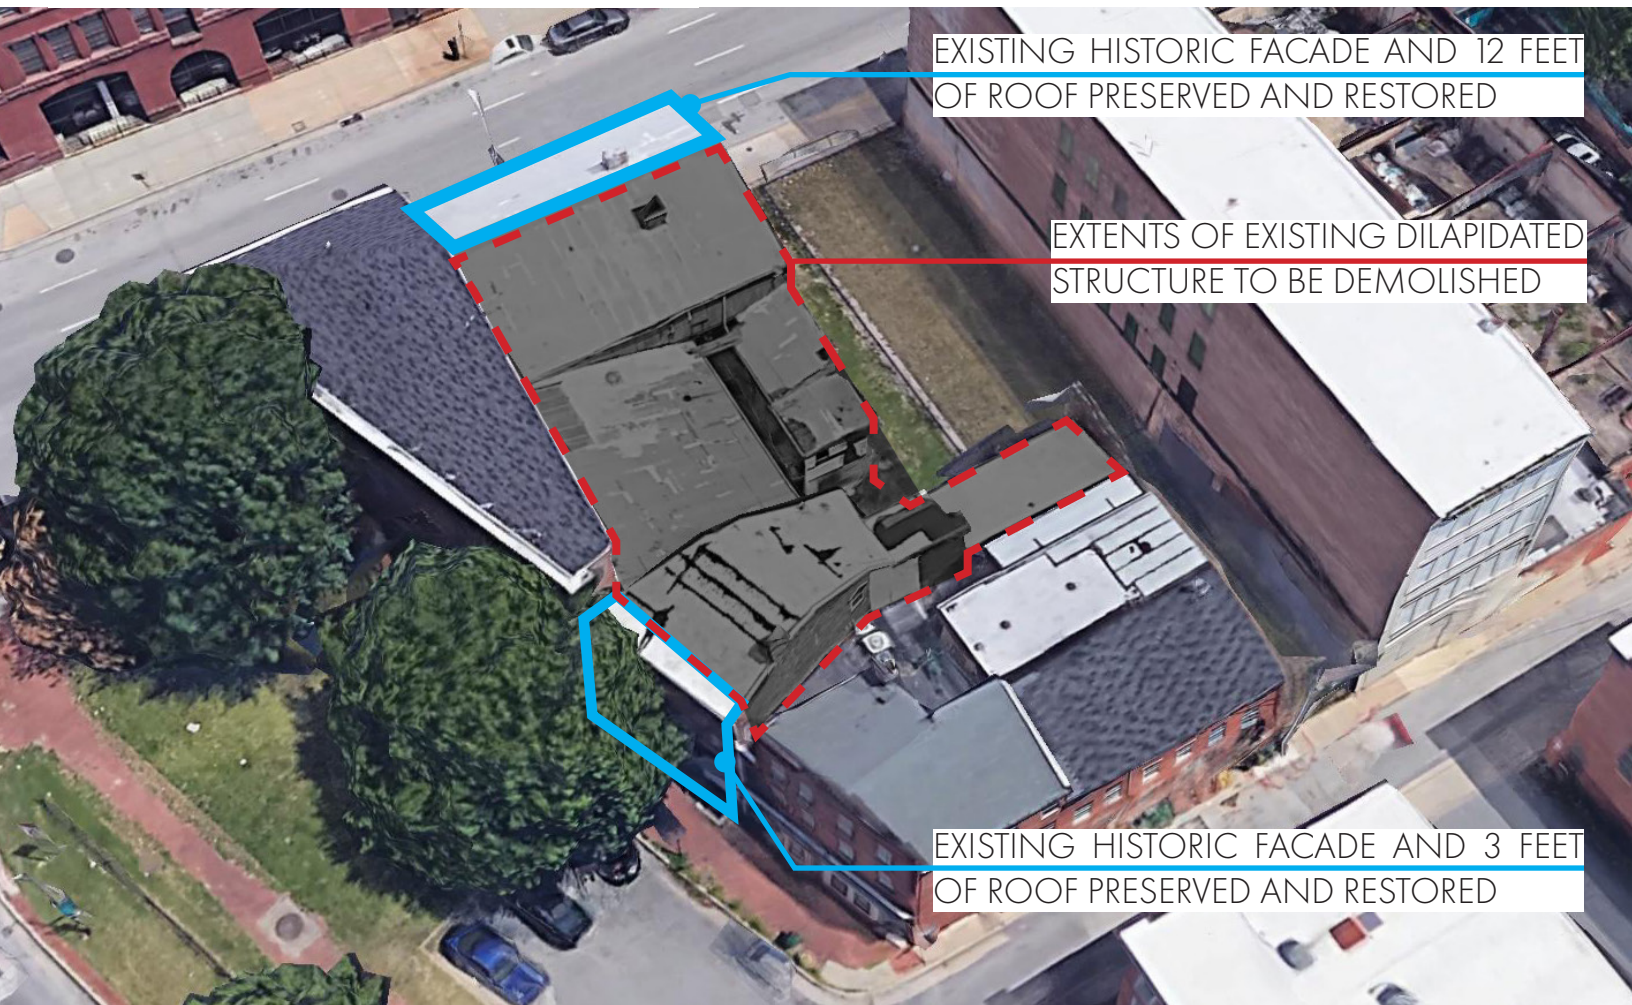 EXISTING HISTORIC FACADE AND 12 FEET
OF ROOF PRESERVED AND RESTORED
EXTENTS OF EXISTING DILAPIDATED
STRUCTURE TO BE DEMOLISHED
EXISTING HISTORIC FACADE AND 3 FEET
OF ROOF PRESERVED AND RESTORED